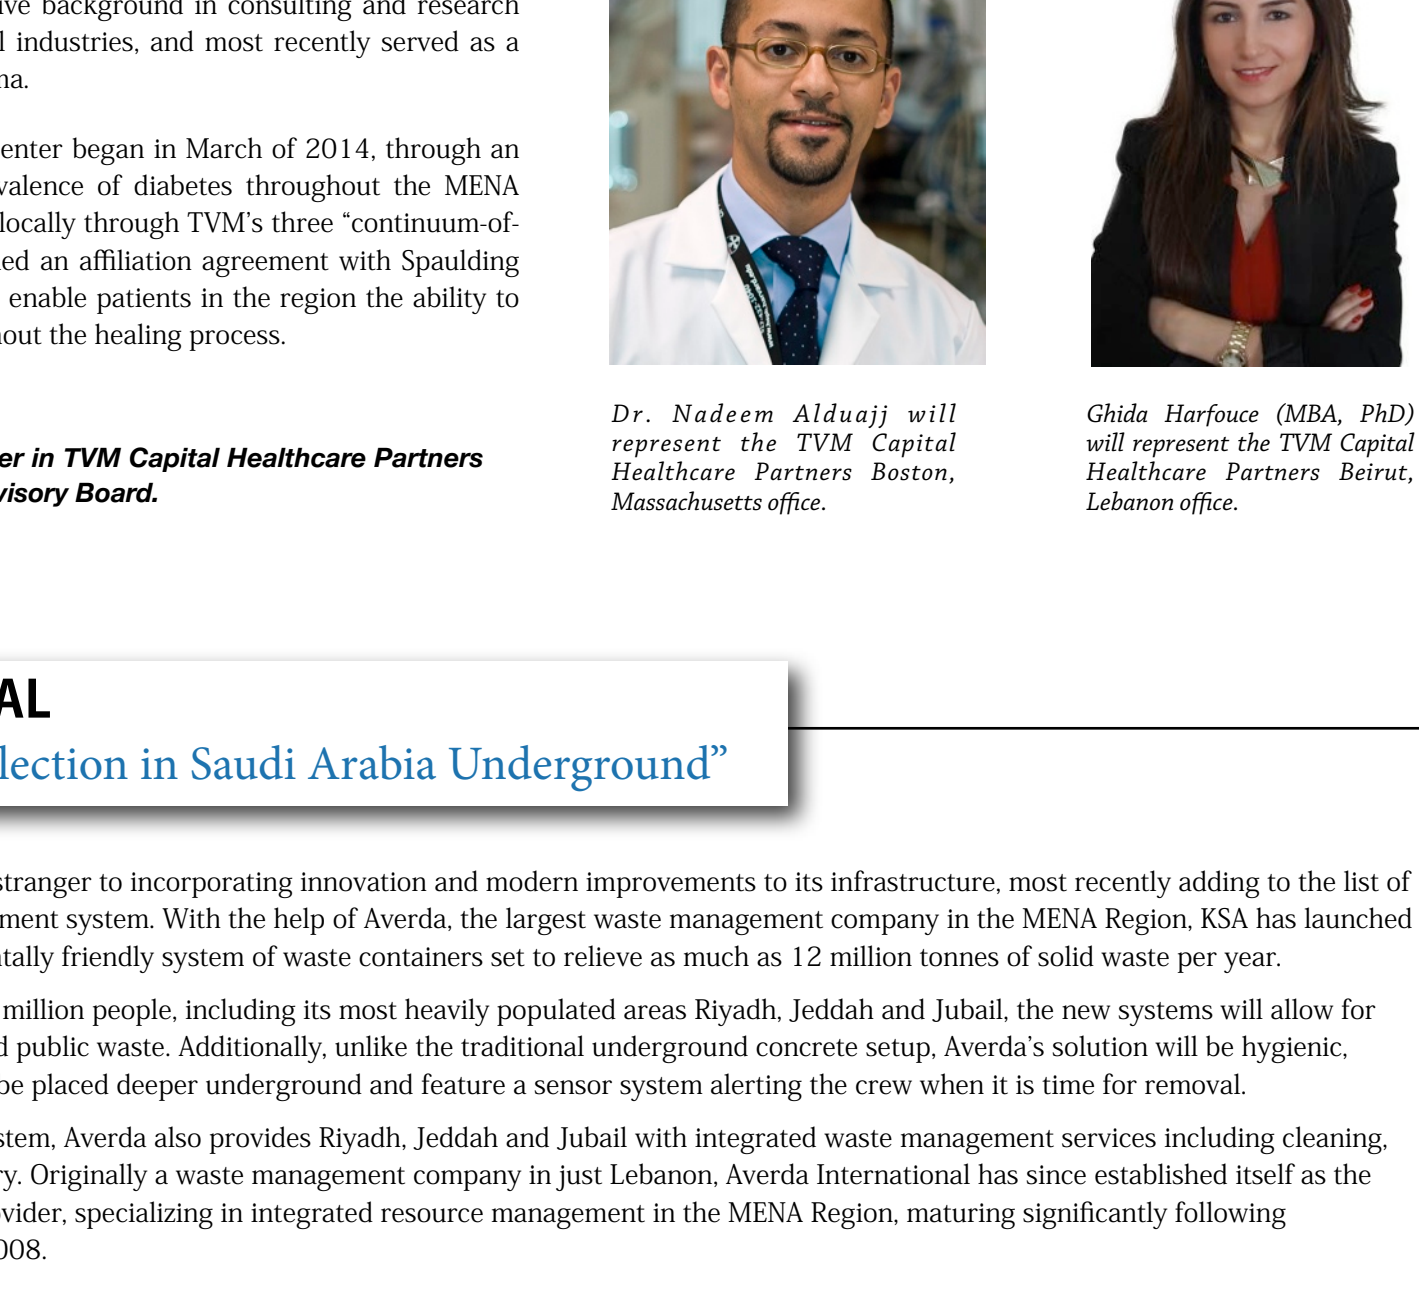 ive background in consulting and research
l industries, and most recently served as a
na.
enter began in March of 2014, through an
valence of diabetes throughout the MENA
locally through TVM's three “continuum-of-
ed an affiliation agreement with Spaulding
enable patients in the region the ability to
nout the healing process.
er in TVM Capital Healthcare Partners
visory Board.
Dr. Nadeem Alduajj will
represent the TVM Capital
Healthcare Partners Boston,
Massachusetts office.
Ghida Harfouce (MBA, PhD)
will represent the TVM Capital
Healthcare Partners Beirut,
Lebanon office.
AL
lection in Saudi Arabia Underground”
stranger to incorporating innovation and modern improvements to its infrastructure, most recently adding to the list of
ment system. With the help of Averda, the largest waste management company in the MENA Region, KSA has launched
ntally friendly system of waste containers set to relieve as much as 12 million tonnes of solid waste per year.
million people, including its most heavily populated areas Riyadh, Jeddah and Jubail, the new systems will allow for
d public waste. Additionally, unlike the traditional underground concrete setup, Averda’s solution will be hygienic,
be placed deeper underground and feature a sensor system alerting the crew when it is time for removal.
stem, Averda also provides Riyadh, Jeddah and Jubail with integrated waste management services including cleaning,
ry. Originally a waste management company in just Lebanon, Averda International has since established itself as the
ovider, specializing in integrated resource management in the MENA Region, maturing significantly following
008.